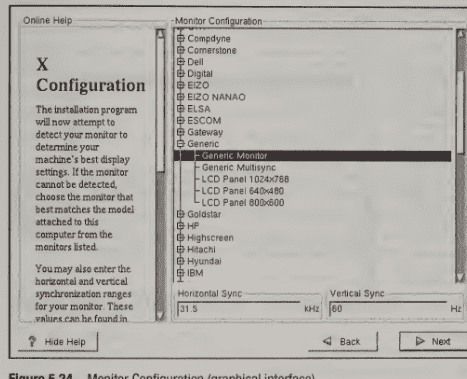 Online Help
X
Configuration
The installation program
will now attempt to
detect your monitor to
determine your
machine's best display
settings. If the monitor
cannot be detected,
choose the monitor that
best matches the model
attached to this
computer from the
monitors listed.
You may also enter the
horizontal and vertical
synchronization ranges
for your monitor. These
values can be found in
Monitor Configuration
Compdyne
Cornerstone
Dell
Digital
EIZO
EIZO NANAO
ELSA
ESCOM
Gateway
Generic
Generic Monitor
Generic Multisync
LCD Panel 1024x768
LCD Panel 640x480
LCD Panel 800x600
Goldstar
HP
Highscreen
Hitachi
Hyundai
IBM
Horizontal Sync
31.5 kHz
Vertical Sync
60 Hz
? Hide Help
Back
Next
Figure 5.24 Monitor Configuration (graphical interface)